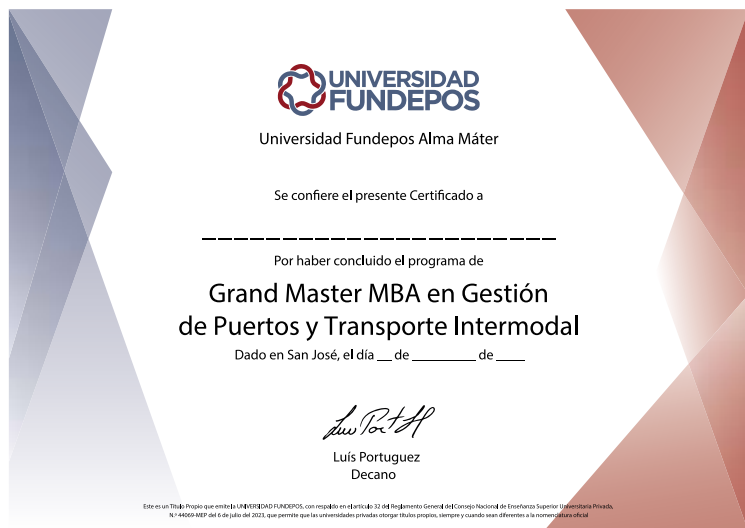 UNIVERSIDAD
FUNDEPOS
Universidad Fundepos Alma Máter
Se confiere el presente Certificado a
_______________________
Por haber concluido el programa de
Grand Master MBA en Gestión
de Puertos y Transporte Intermodal
Dado en San José, el día __ de ________ de ____
Luís Portuguez
Decano
Este es un Título Propio que emite la UNIVERSIDAD FUNDEPOS, con respaldo en el artículo 32 del Reglamento General del Consejo Nacional de Enseñanza Superior Universitaria Privada,
N.º 44069-MEP del 6 de julio del 2023, que permite que las universidades privadas otorgar títulos propios, siempre y cuando sean diferentes a la nomenclatura oficial